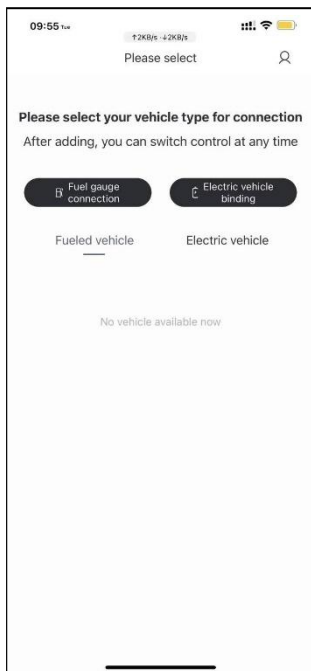 09:55 Tue
↑2KB/s ·↓2KB/s
Please select
Please select your vehicle type for connection
After adding, you can switch control at any time
Fuel gauge
connection
Electric vehicle
binding
Fueled vehicle
Electric vehicle
No vehicle available now